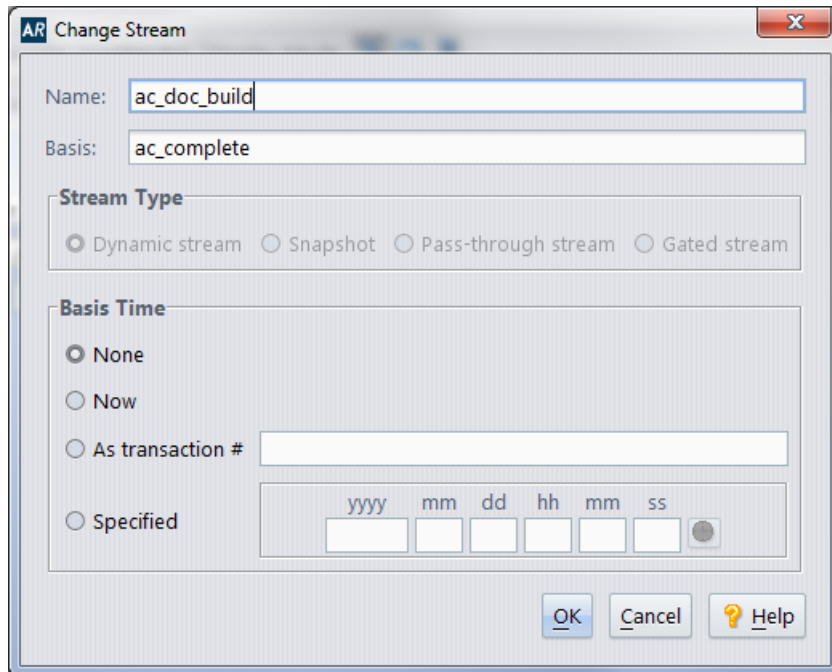 AR Change Stream
Name: ac_doc_build
Basis: ac_complete
Stream Type
Dynamic stream Snapshot Pass-through stream Gated stream
Basis Time
None
Now
As transaction #
yyyy mm dd hh mm ss
Specified
OK Cancel ? Help